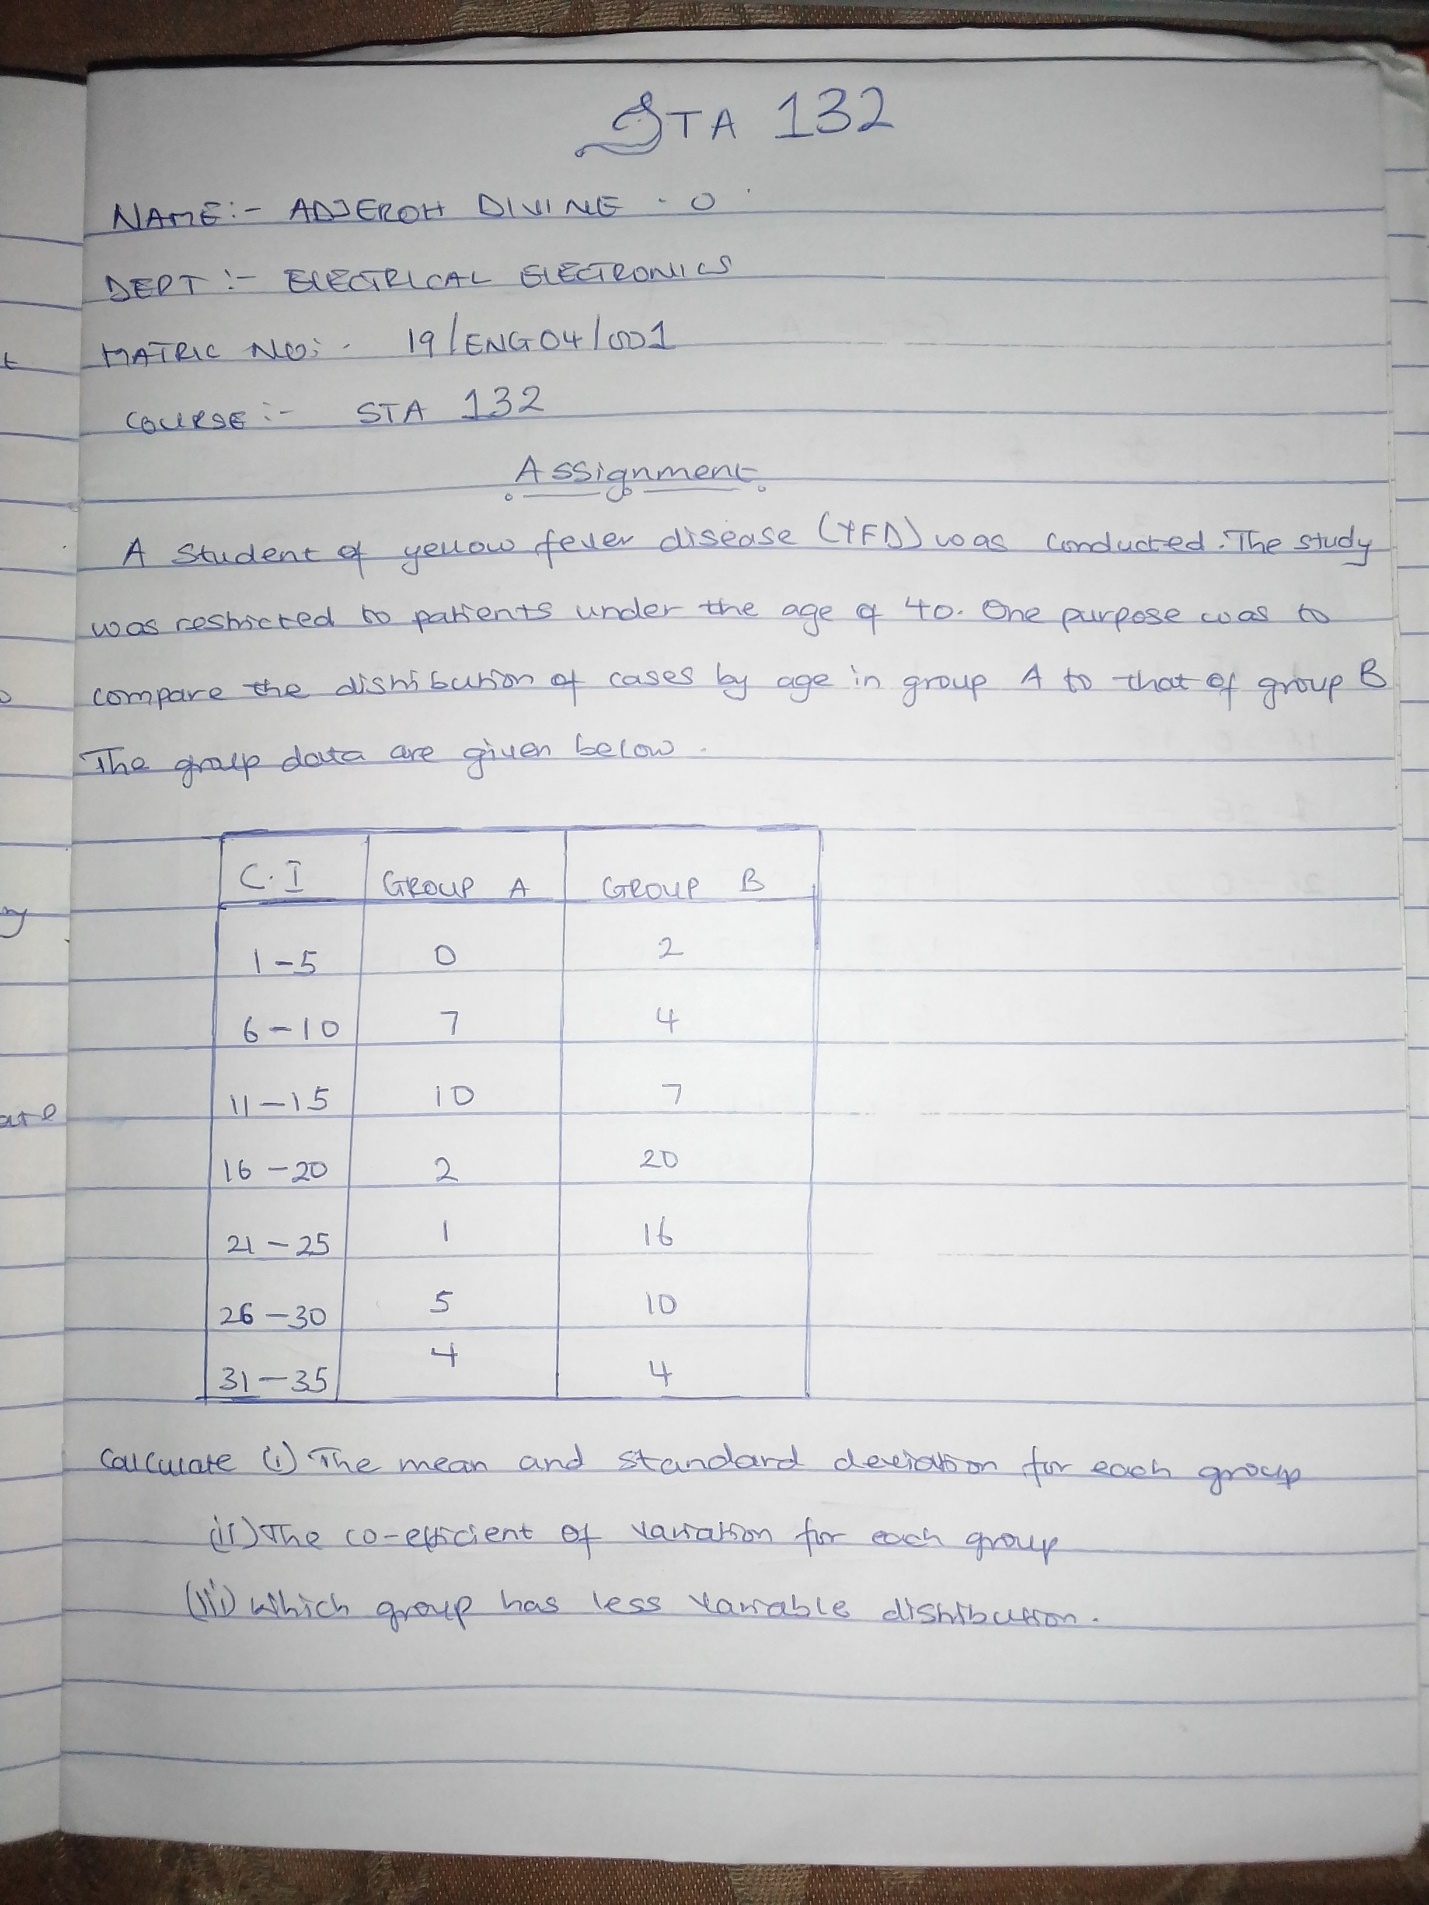 STA 132
NAME:- ADJEROH DIVINE . O
DEPT :- ELECTRICAL ELECTRONICS
MATRIC NO: - 19/ENG04/001
COURSE :- STA 132
Assignment
A Student of yellow fever disease (YFD) was conducted. The study
was restricted to patients under the age of 40. One purpose was to
compare the distribution of cases by age in group A to that of group B
The group data are given below.
C.I GROUP A GROUP B
1-5 0 2
6-10 7 4
11-15 10 7
16-20 2 20
21-25 1 16
26-30 5 10
31-35 4 4
Calculate (i) The mean and standard deviation for each group
(ii) The co-efficient of variation for each group
(iii) which group has less variable distribution.